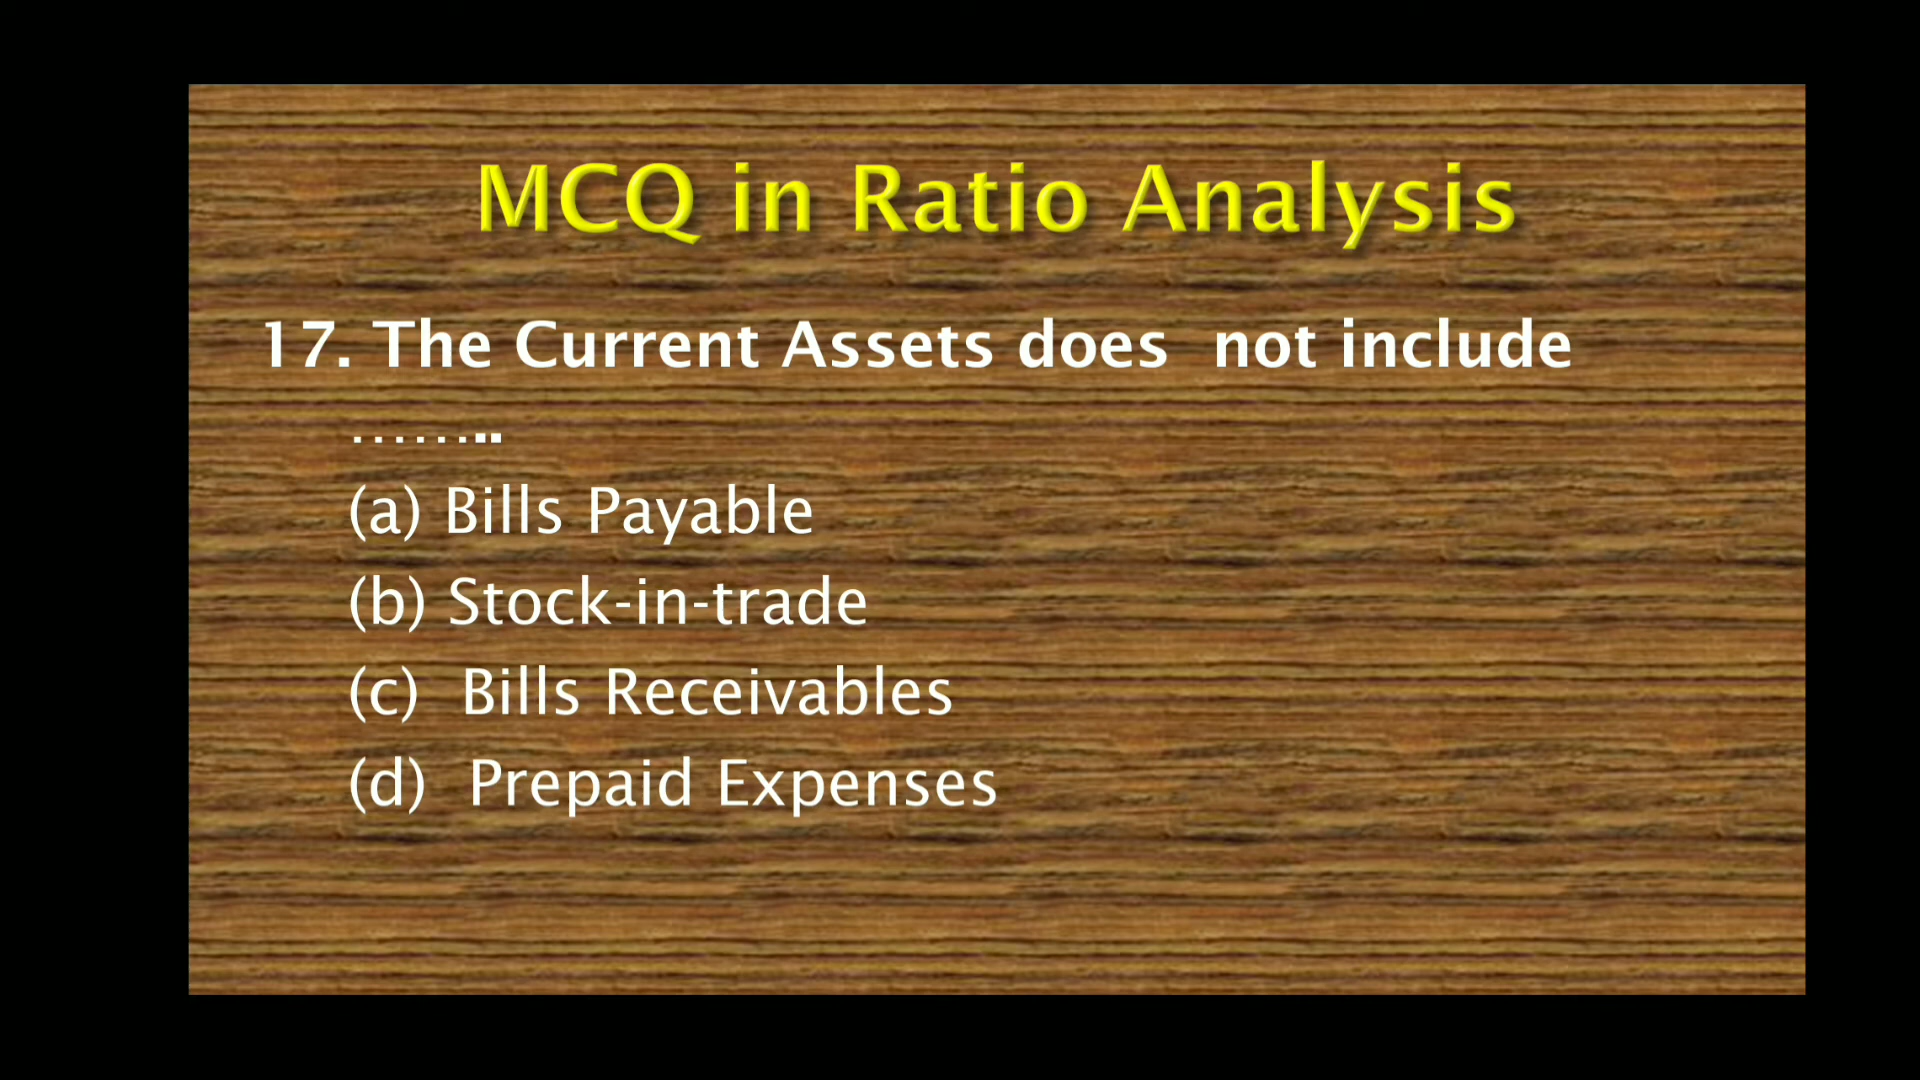 MCQ in Ratio Analysis
17. The Current Assets does  not include
……..
(a) Bills Payable
(b) Stock-in-trade
(c)  Bills Receivables
(d)  Prepaid Expenses